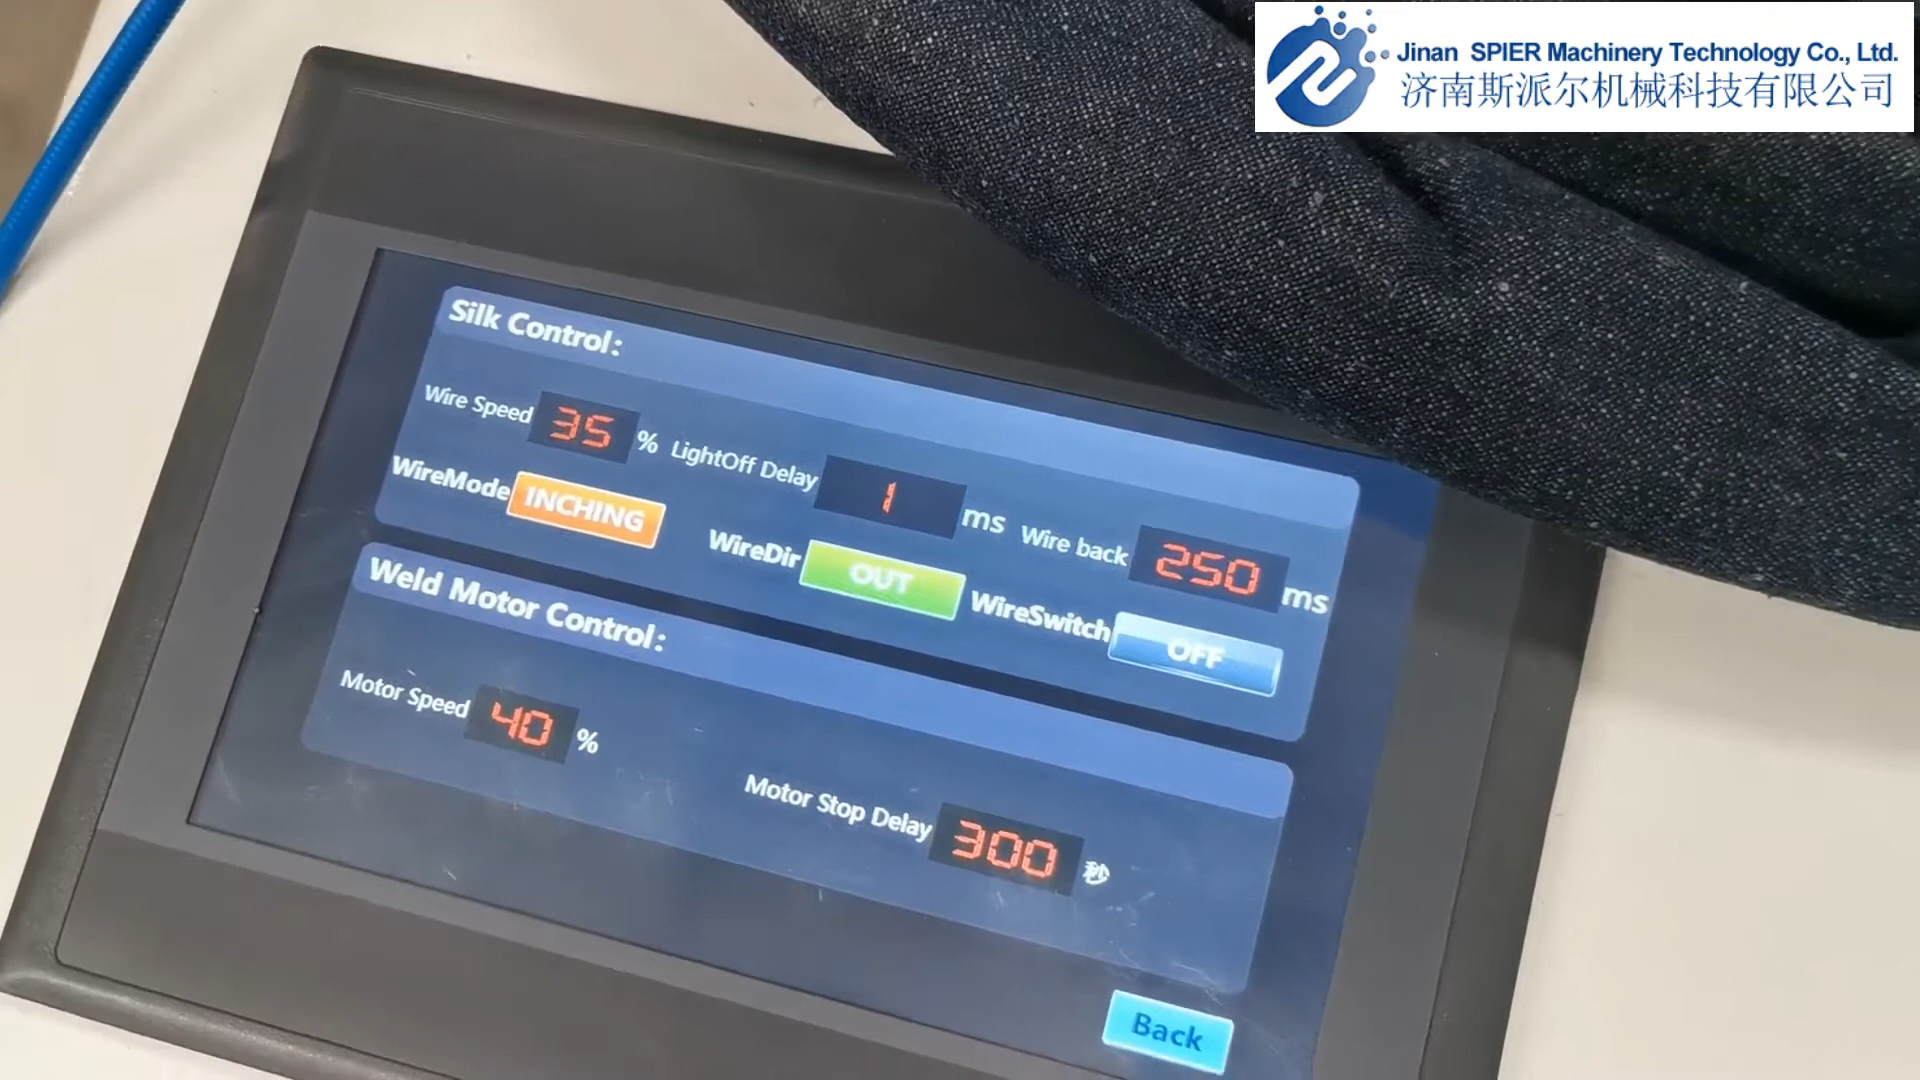 Jinan SPIER Machinery Technology Co., Ltd.
济南斯派尔机械科技有限公司
Silk Control:
Wire Speed 35 % LightOff Delay 1 ms Wire back 250 ms
WireMode INCHING WireDir OUT WireSwitch OFF
Weld Motor Control:
Motor Speed 40 % Motor Stop Delay 300 秒
Back